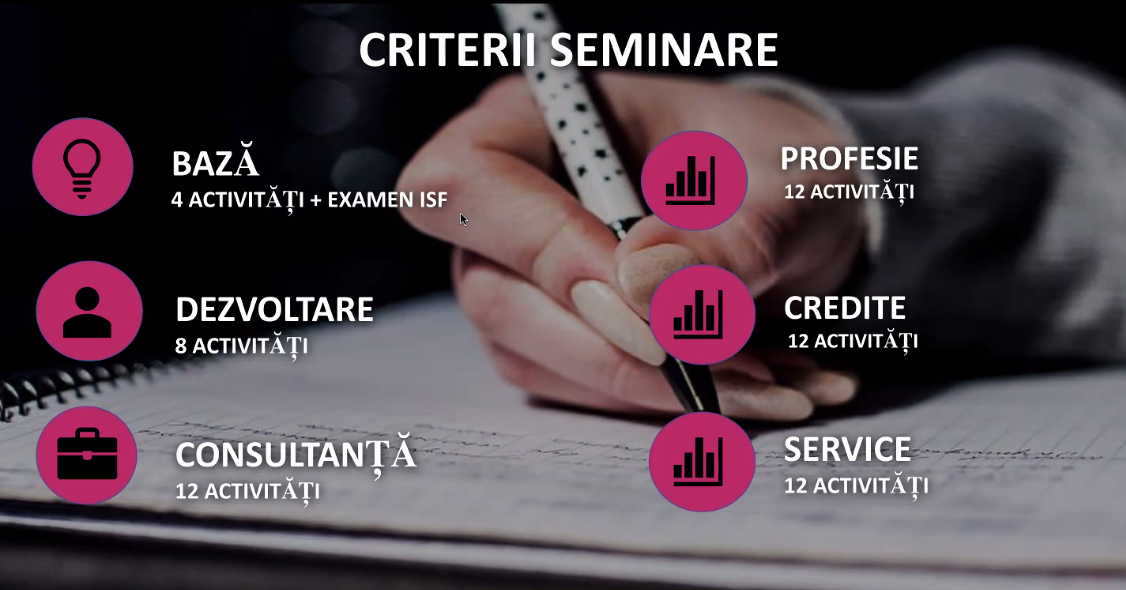 CRITERII SEMINARE
BAZĂ
4 ACTIVITĂȚI + EXAMEN ISF
DEZVOLTARE
8 ACTIVITĂȚI
CONSULTANȚĂ
12 ACTIVITĂȚI
PROFESIE
12 ACTIVITĂȚI
CREDITE
12 ACTIVITĂȚI
SERVICE
12 ACTIVITĂȚI